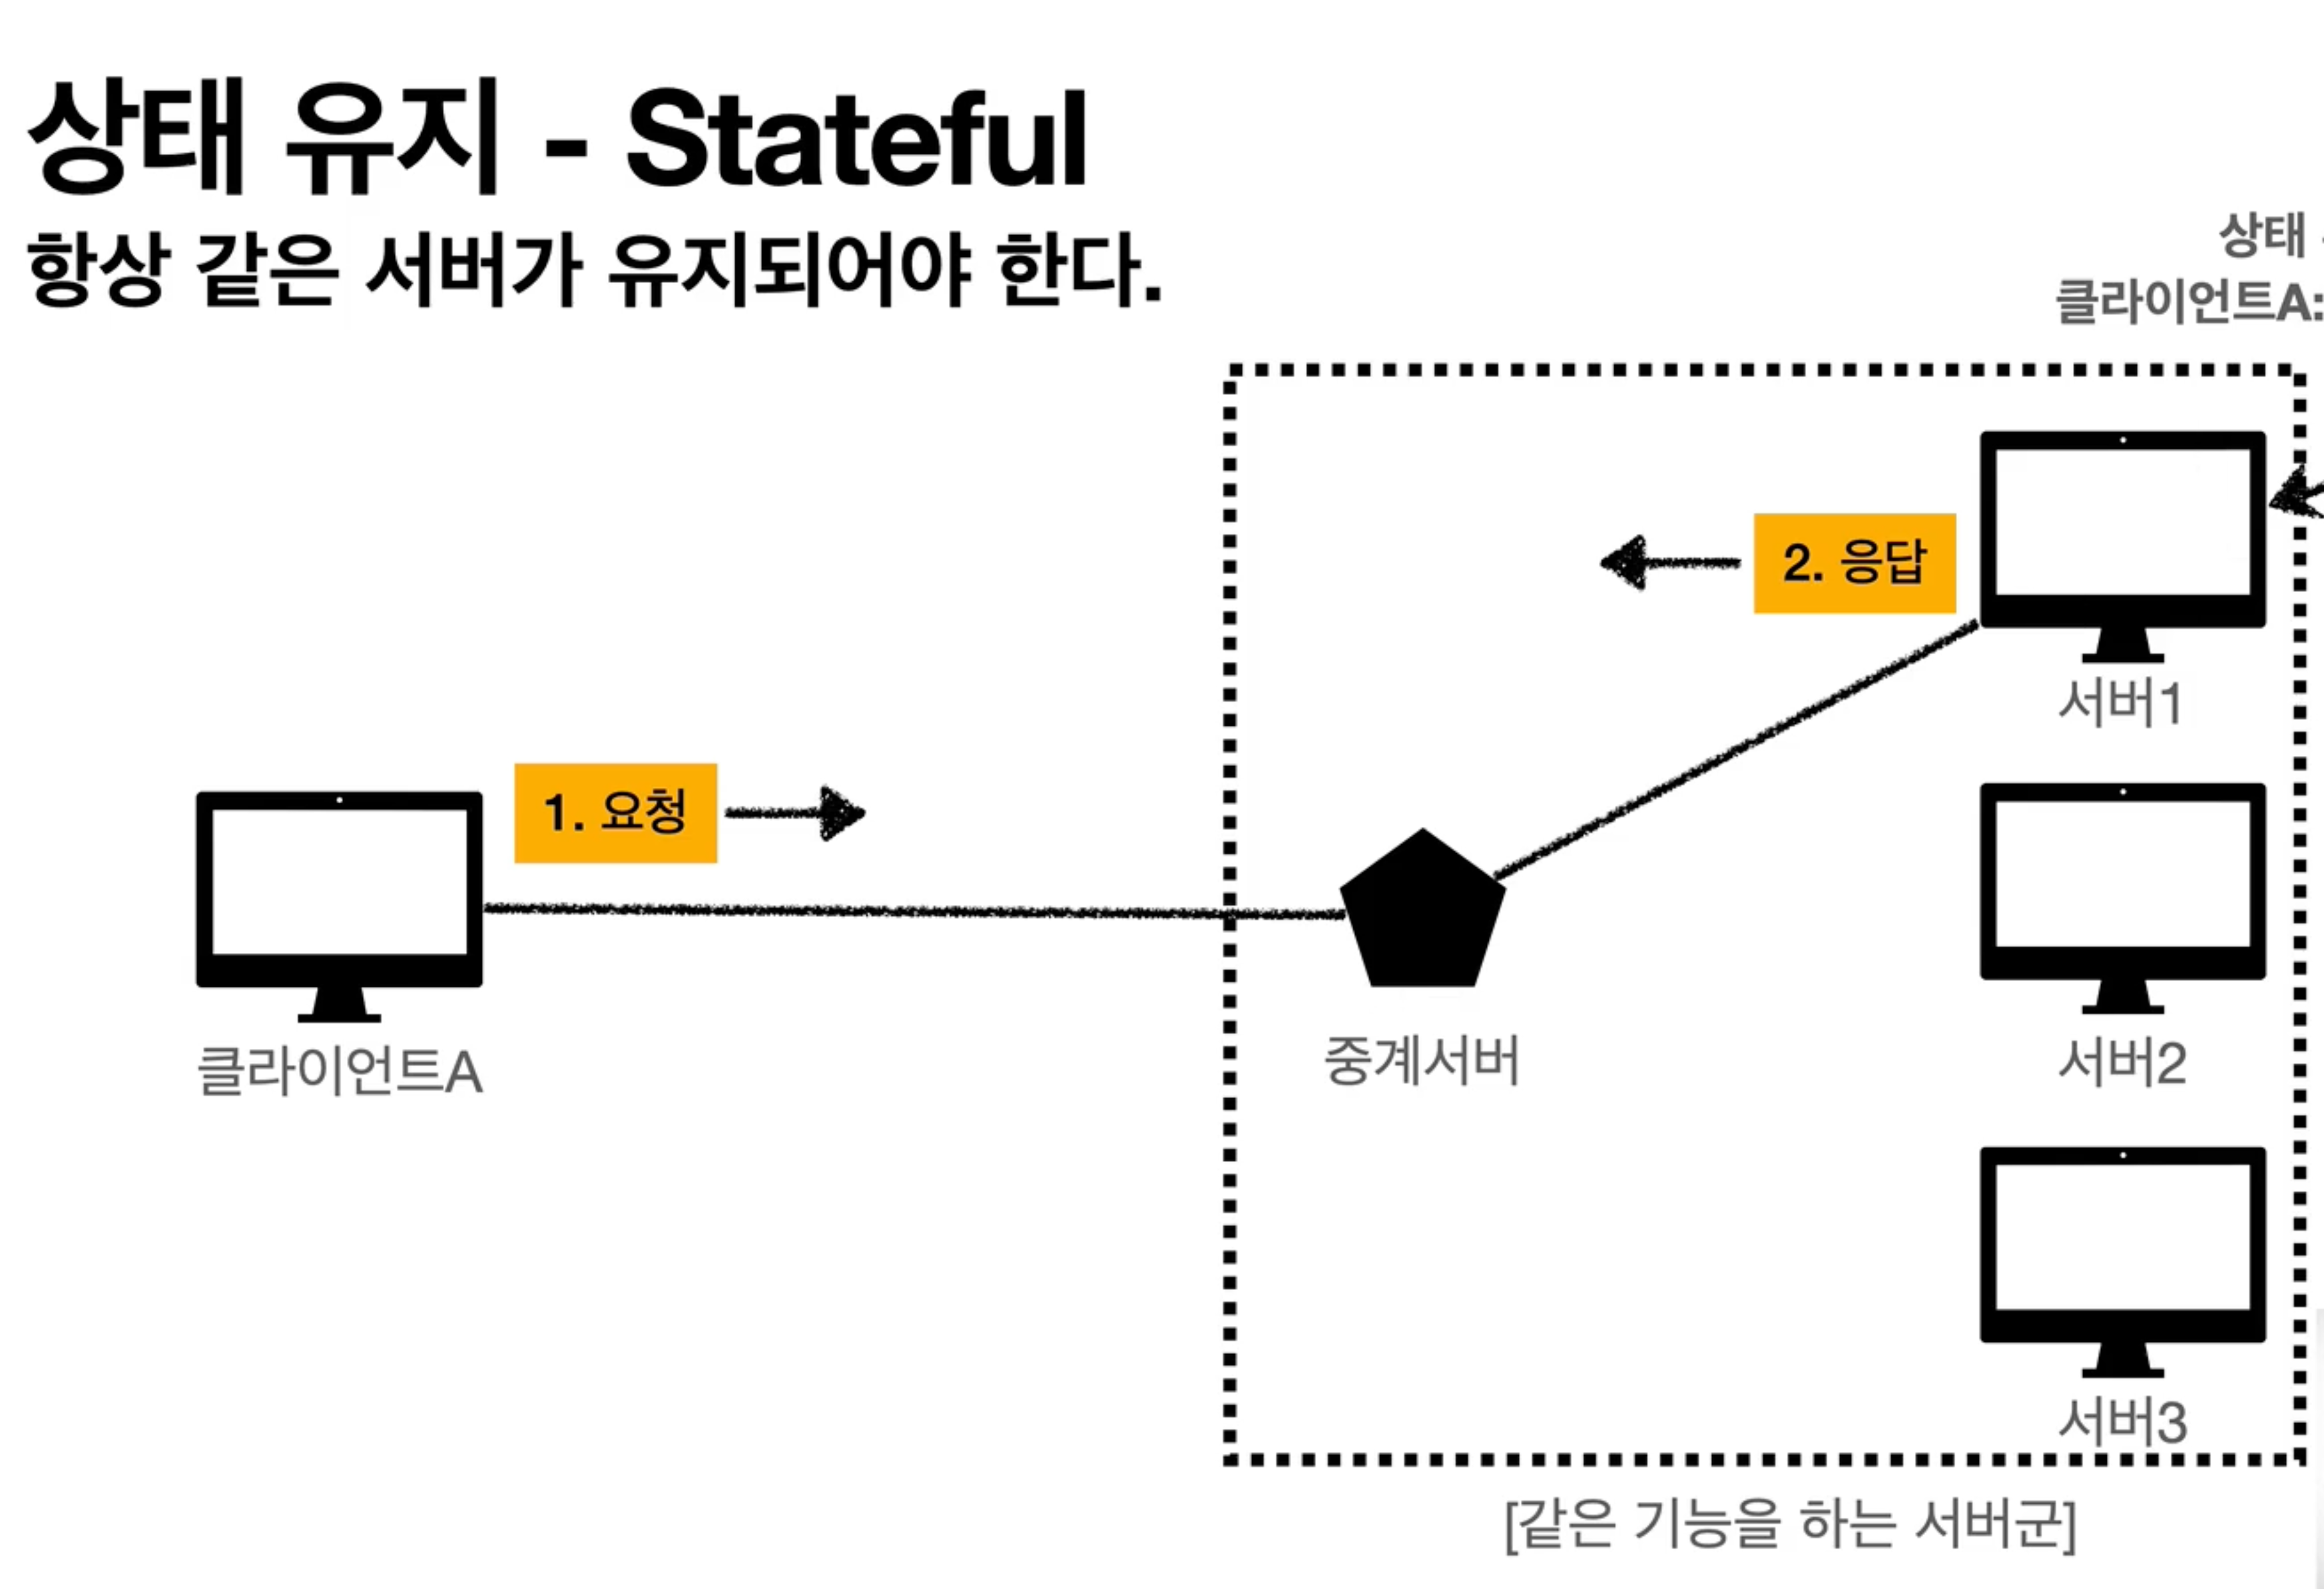 상태 유지 - Stateful
항상 같은 서버가 유지되어야 한다.
상태
클라이언트A:
2. 응답
서버1
1. 요청
클라이언트A
중계서버
서버2
서버3
[같은 기능을 하는 서버군]